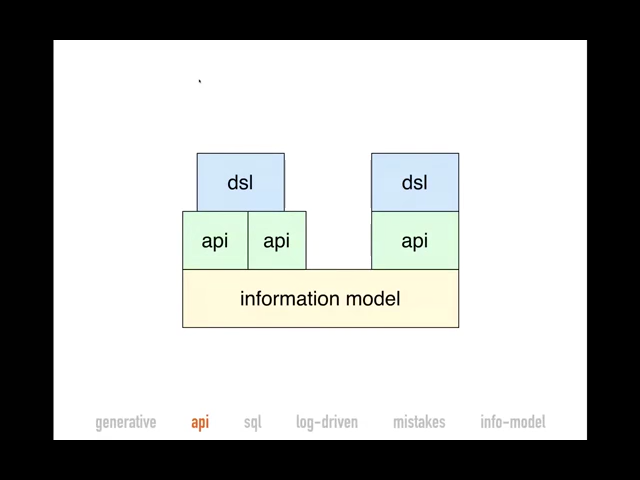 dsl dsl
api api api
information model
generative api sql log-driven mistakes info-model